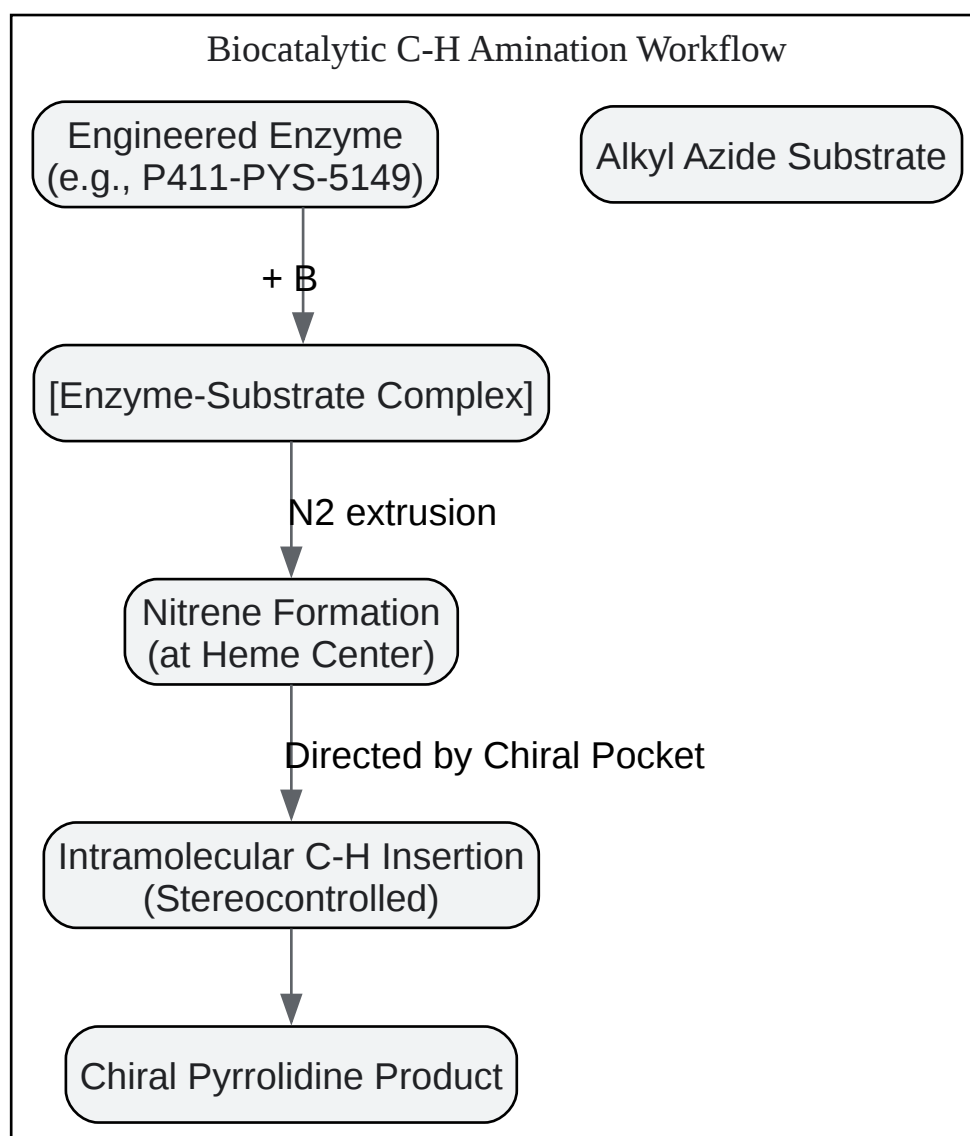 Biocatalytic C-H Amination Workflow
Engineered Enzyme
(e.g., P411-PYS-5149)
Alkyl Azide Substrate
+ B
[Enzyme-Substrate Complex]
N2 extrusion
Nitrene Formation
(at Heme Center)
Directed by Chiral Pocket
Intramolecular C-H Insertion
(Stereocontrolled)
Chiral Pyrrolidine Product